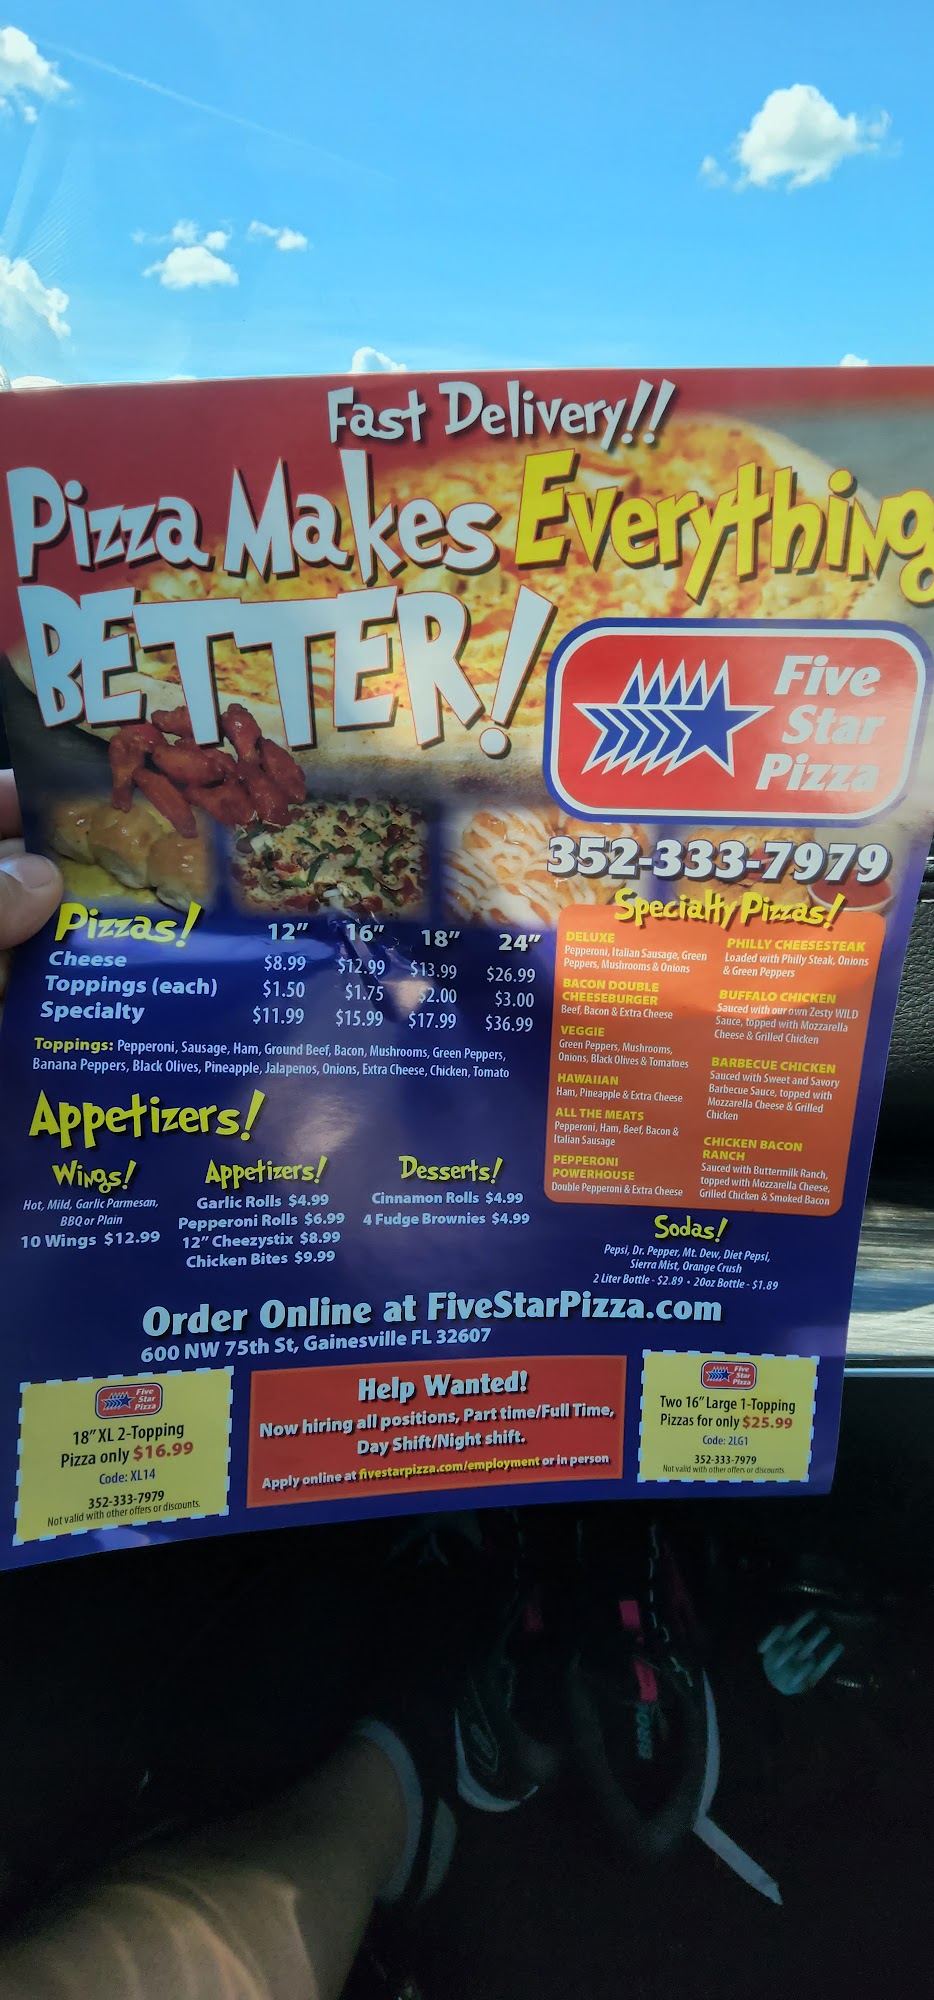 Fast Delivery!!
Pizza Makes Everything
BETTER!
Five
Star
Pizza
352-333-7979
Pizzas! 12" 16" 18" 24"
Cheese $8.99 $12.99 $13.99 $26.99
Toppings (each) $1.50 $1.75 $2.00 $3.00
Specialty $11.99 $15.99 $17.99 $36.99
Toppings: Pepperoni, Sausage, Ham, Ground Beef, Bacon, Mushrooms, Green Peppers,
Banana Peppers, Black Olives, Pineapple, Jalapenos, Onions, Extra Cheese, Chicken, Tomato
Specialty Pizzas!
DELUXE
Pepperoni, Italian Sausage, Green
Peppers, Mushrooms & Onions
BACON DOUBLE
CHEESEBURGER
Beef, Bacon & Extra Cheese
VEGGIE
Green Peppers, Mushrooms,
Onions, Black Olives & Tomatoes
HAWAIIAN
Ham, Pineapple & Extra Cheese
ALL THE MEATS
Pepperoni, Ham, Beef, Bacon &
Italian Sausage
PEPPERONI
POWERHOUSE
Double Pepperoni & Extra Cheese
PHILLY CHEESESTEAK
Loaded with Philly Steak, Onions
& Green Peppers
BUFFALO CHICKEN
Sauced with our own Zesty WILD
Sauce, topped with Mozzarella
Cheese & Grilled Chicken
BARBECUE CHICKEN
Sauced with Sweet and Savory
Barbecue Sauce, topped with
Mozzarella Cheese & Grilled
Chicken
CHICKEN BACON
RANCH
Sauced with Buttermilk Ranch,
topped with Mozzarella Cheese,
Grilled Chicken & Smoked Bacon
Appetizers!
Wings!
Hot, Mild, Garlic Parmesan,
BBQ or Plain
10 Wings $12.99
Appetizers!
Garlic Rolls $4.99
Pepperoni Rolls $6.99
12" Cheezystix $8.99
Chicken Bites $9.99
Desserts!
Cinnamon Rolls $4.99
4 Fudge Brownies $4.99
Sodas!
Pepsi, Dr. Pepper, Mt. Dew, Diet Pepsi,
Sierra Mist, Orange Crush
2 Liter Bottle - $2.89 • 20oz Bottle - $1.89
Order Online at FiveStarPizza.com
600 NW 75th St, Gainesville FL 32607
Five
Star
Pizza
18" XL 2-Topping
Pizza only $16.99
Code: XL14
352-333-7979
Not valid with other offers or discounts.
Help Wanted!
Now hiring all positions, Part time/Full Time,
Day Shift/Night shift.
Apply online at fivestarpizza.com/employment or in person
Five
Star
Pizza
Two 16" Large 1-Topping
Pizzas for only $25.99
Code: 2LG1
352-333-7979
Not valid with other offers or discounts